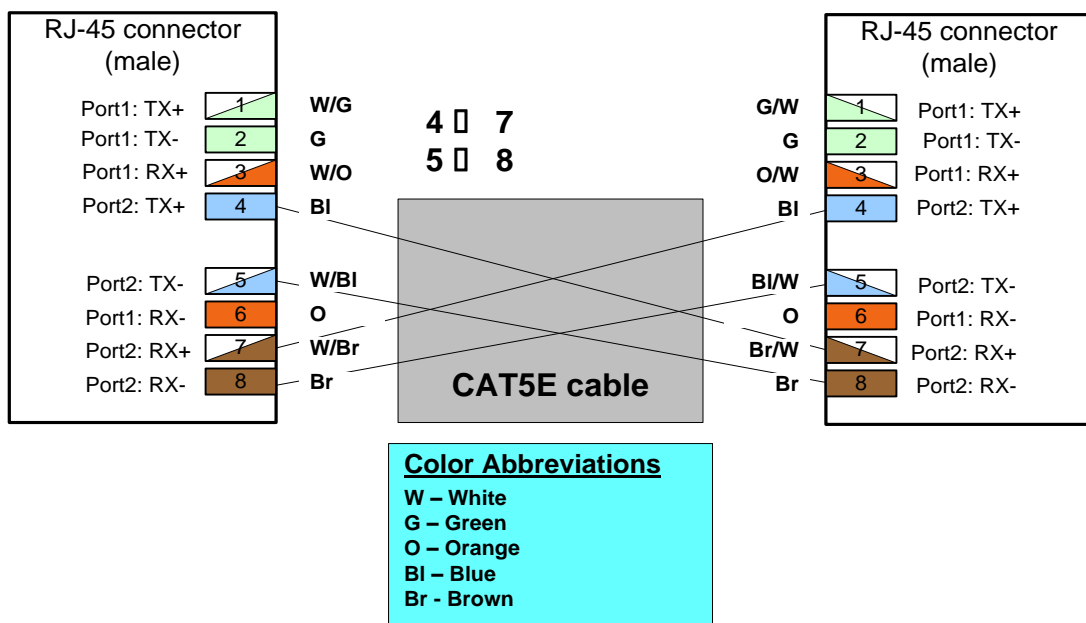 RJ-45 connector
(male)
Port1: TX+ 1 W/G
Port1: TX- 2 G
Port1: RX+ 3 W/O
Port2: TX+ 4 Bl
Port2: TX- 5 W/Bl
Port1: RX- 6 O
Port2: RX+ 7 W/Br
Port2: RX- 8 Br
4 ▯ 7
5 ▯ 8
CAT5E cable
RJ-45 connector
(male)
G/W 1 Port1: TX+
G 2 Port1: TX-
O/W 3 Port1: RX+
Bl 4 Port2: TX+
Bl/W 5 Port2: TX-
O 6 Port1: RX-
Br/W 7 Port2: RX+
Br 8 Port2: RX-
Color Abbreviations
W – White
G – Green
O – Orange
Bl – Blue
Br - Brown